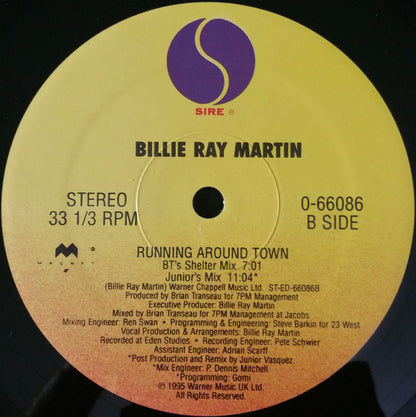 SIRE ®
BILLIE RAY MARTIN
STEREO
33 1/3 RPM
0-66086
B SIDE
MAGNET
RUNNING AROUND TOWN
BT's Shelter Mix 7:01
Junior's Mix 11:04*
(Billie Ray Martin) Warner Chappell Music Ltd. ST-ED-66086B
Produced by Brian Transeau for 7PM Management
Executive Producer: Billie Ray Martin
Mixed by Brian Transeau for 7PM Management at Jacobs
Mixing Engineer: Ren Swan • Programming & Engineering: Steve Barkin for 23 West
Vocal Production & Arrangements: Billie Ray Martin
Recorded at Eden Studios • Recording Engineer: Pete Schwier
Assistant Engineer: Adrian Scarff
*Post Production and Remix by Junior Vasquez
*Mix Engineer: P. Dennis Mitchell
*Programming: Gomi
© 1995 Warner Music UK Ltd.
All Rights Reserved.